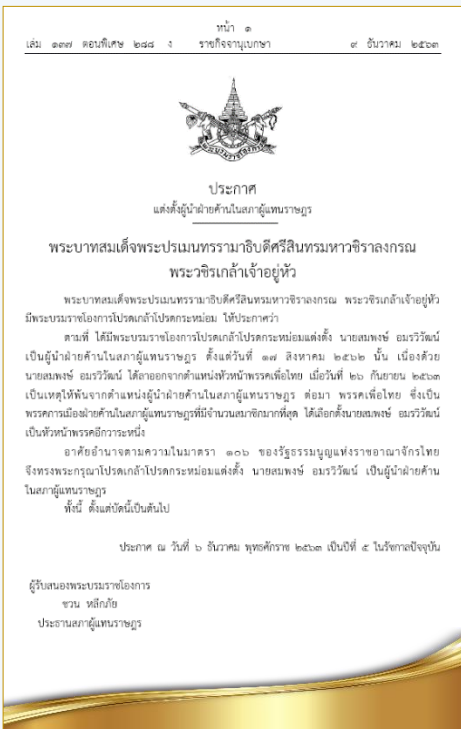 หน้า ๑
เล่ม ๑๓๗ ตอนพิเศษ ๒๘๘ ง ราชกิจจานุเบกษา ๙ ธันวาคม ๒๕๖๓
ประกาศ
แต่งตั้งผู้นำฝ่ายค้านในสภาผู้แทนราษฎร
พระบาทสมเด็จพระปรเมนทรรามาธิบดีศรีสินทรมหาวชิราลงกรณ
พระวชิรเกล้าเจ้าอยู่หัว
พระบาทสมเด็จพระปรเมนทรรามาธิบดีศรีสินทรมหาวชิราลงกรณ พระวชิรเกล้าเจ้าอยู่หัว
มีพระบรมราชโองการโปรดเกล้าโปรดกระหม่อม ให้ประกาศว่า
ตามที่ ได้มีพระบรมราชโองการโปรดเกล้าโปรดกระหม่อมแต่งตั้ง นายสมพงษ์ อมรวิวัฒน์
เป็นผู้นำฝ่ายค้านในสภาผู้แทนราษฎร ตั้งแต่วันที่ ๑๗ สิงหาคม ๒๕๖๒ นั้น เนื่องด้วย
นายสมพงษ์ อมรวิวัฒน์ ได้ลาออกจากตำแหน่งหัวหน้าพรรคเพื่อไทย เมื่อวันที่ ๒๖ กันยายน ๒๕๖๓
เป็นเหตุให้พ้นจากตำแหน่งผู้นำฝ่ายค้านในสภาผู้แทนราษฎร ต่อมา พรรคเพื่อไทย ซึ่งเป็น
พรรคการเมืองฝ่ายค้านในสภาผู้แทนราษฎรที่มีจำนวนสมาชิกมากที่สุด ได้เลือกตั้งนายสมพงษ์ อมรวิวัฒน์
เป็นหัวหน้าพรรคอีกวาระหนึ่ง
อาศัยอำนาจตามความในมาตรา ๑๐๖ ของรัฐธรรมนูญแห่งราชอาณาจักรไทย
จึงทรงพระกรุณาโปรดเกล้าโปรดกระหม่อมแต่งตั้ง นายสมพงษ์ อมรวิวัฒน์ เป็นผู้นำฝ่ายค้าน
ในสภาผู้แทนราษฎร
ทั้งนี้ ตั้งแต่บัดนี้เป็นต้นไป
ประกาศ ณ วันที่ ๖ ธันวาคม พุทธศักราช ๒๕๖๓ เป็นปีที่ ๕ ในรัชกาลปัจจุบัน
ผู้รับสนองพระบรมราชโองการ
ชวน หลีกภัย
ประธานสภาผู้แทนราษฎร